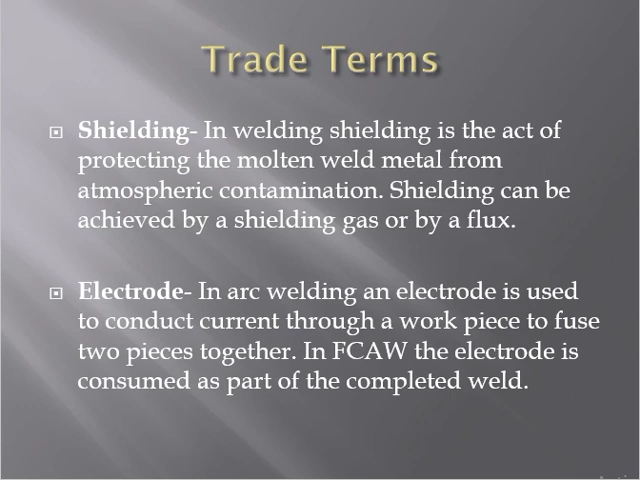 Trade Terms
Shielding- In welding shielding is the act of
protecting the molten weld metal from
atmospheric contamination. Shielding can be
achieved by a shielding gas or by a flux.
Electrode- In arc welding an electrode is used
to conduct current through a work piece to fuse
two pieces together. In FCAW the electrode is
consumed as part of the completed weld.